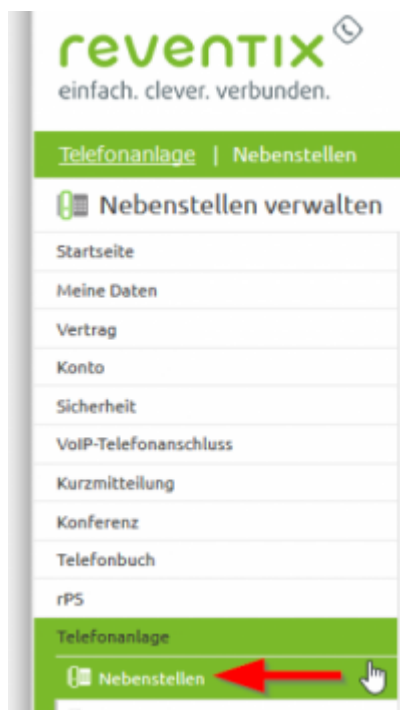 reventix
einfach. clever. verbunden.
Telefonanlage | Nebenstellen
Nebenstellen verwalten
Startseite
Meine Daten
Vertrag
Konto
Sicherheit
VoIP-Telefonanschluss
Kurzmitteilung
Konferenz
Telefonbuch
rPS
Telefonanlage
Nebenstellen